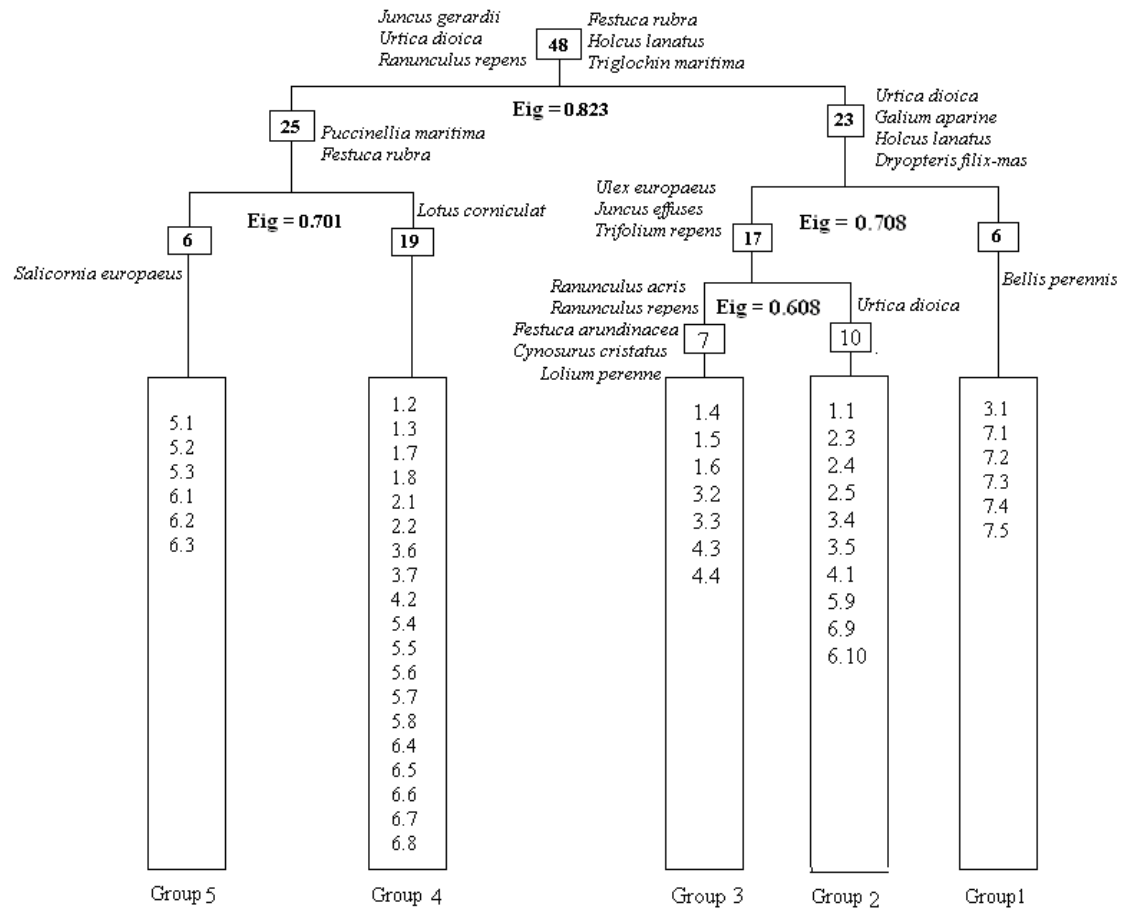 Juncus gerardii
Urtica dioica
Ranunculus repens
48
Festuca rubra
Holcus lanatus
Triglochin maritima
Eig = 0.823
25
Puccinellia maritima
Festuca rubra
23
Urtica dioica
Galium aparine
Holcus lanatus
Dryopteris filix-mas
Eig = 0.701
6
Salicornia europaeus
Lotus corniculat
19
Ulex europaeus
Juncus effuses
Trifolium repens
17
Eig = 0.708
6
Bellis perennis
Ranunculus acris
Ranunculus repens
Festuca arundinacea
Cynosurus cristatus
Lolium perenne
7
Eig = 0.608
Urtica dioica
10
.
5.1
5.2
5.3
6.1
6.2
6.3
1.2
1.3
1.7
1.8
2.1
2.2
3.6
3.7
4.2
5.4
5.5
5.6
5.7
5.8
6.4
6.5
6.6
6.7
6.8
1.4
1.5
1.6
3.2
3.3
4.3
4.4
1.1
2.3
2.4
2.5
3.4
3.5
4.1
5.9
6.9
6.10
3.1
7.1
7.2
7.3
7.4
7.5
Group 5
Group 4
Group 3
Group 2
Group1